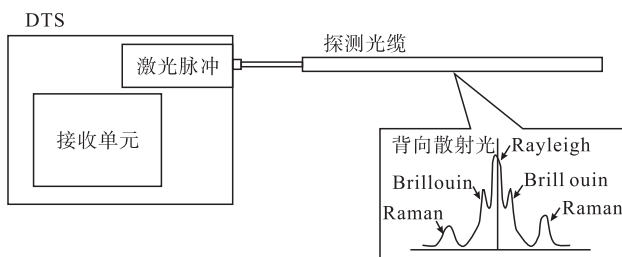 DTS
激光脉冲
探测光缆
接收单元
背向散射光
Rayleigh
Brillouin
Brill ouin
Raman
Raman